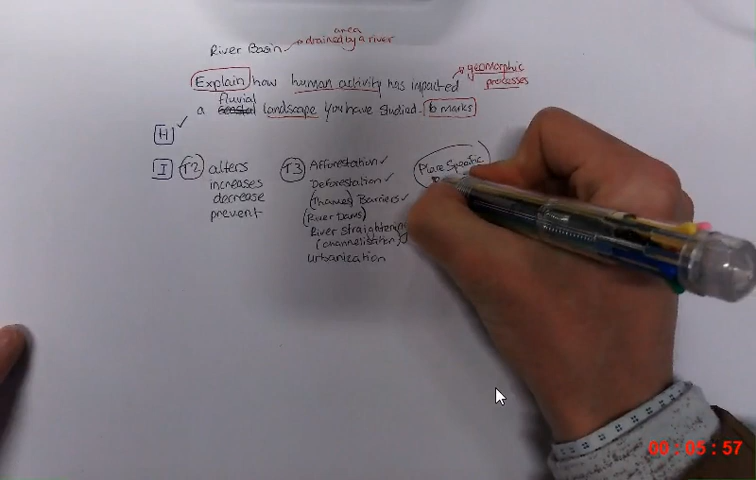 area
River Basin → drained by a river
Explain how human activity has impacted → geomorphic
processes
fluvial
a coastal landscape you have studied. 6 marks
H ✓
I T2 alters
increases
decrease
prevent
T3 Afforestation ✓
Deforestation ✓
(Thames) Barriers ✓
(River Dams)
River straightening
(channelisation)
urbanisation
Place Specific
00:05:57